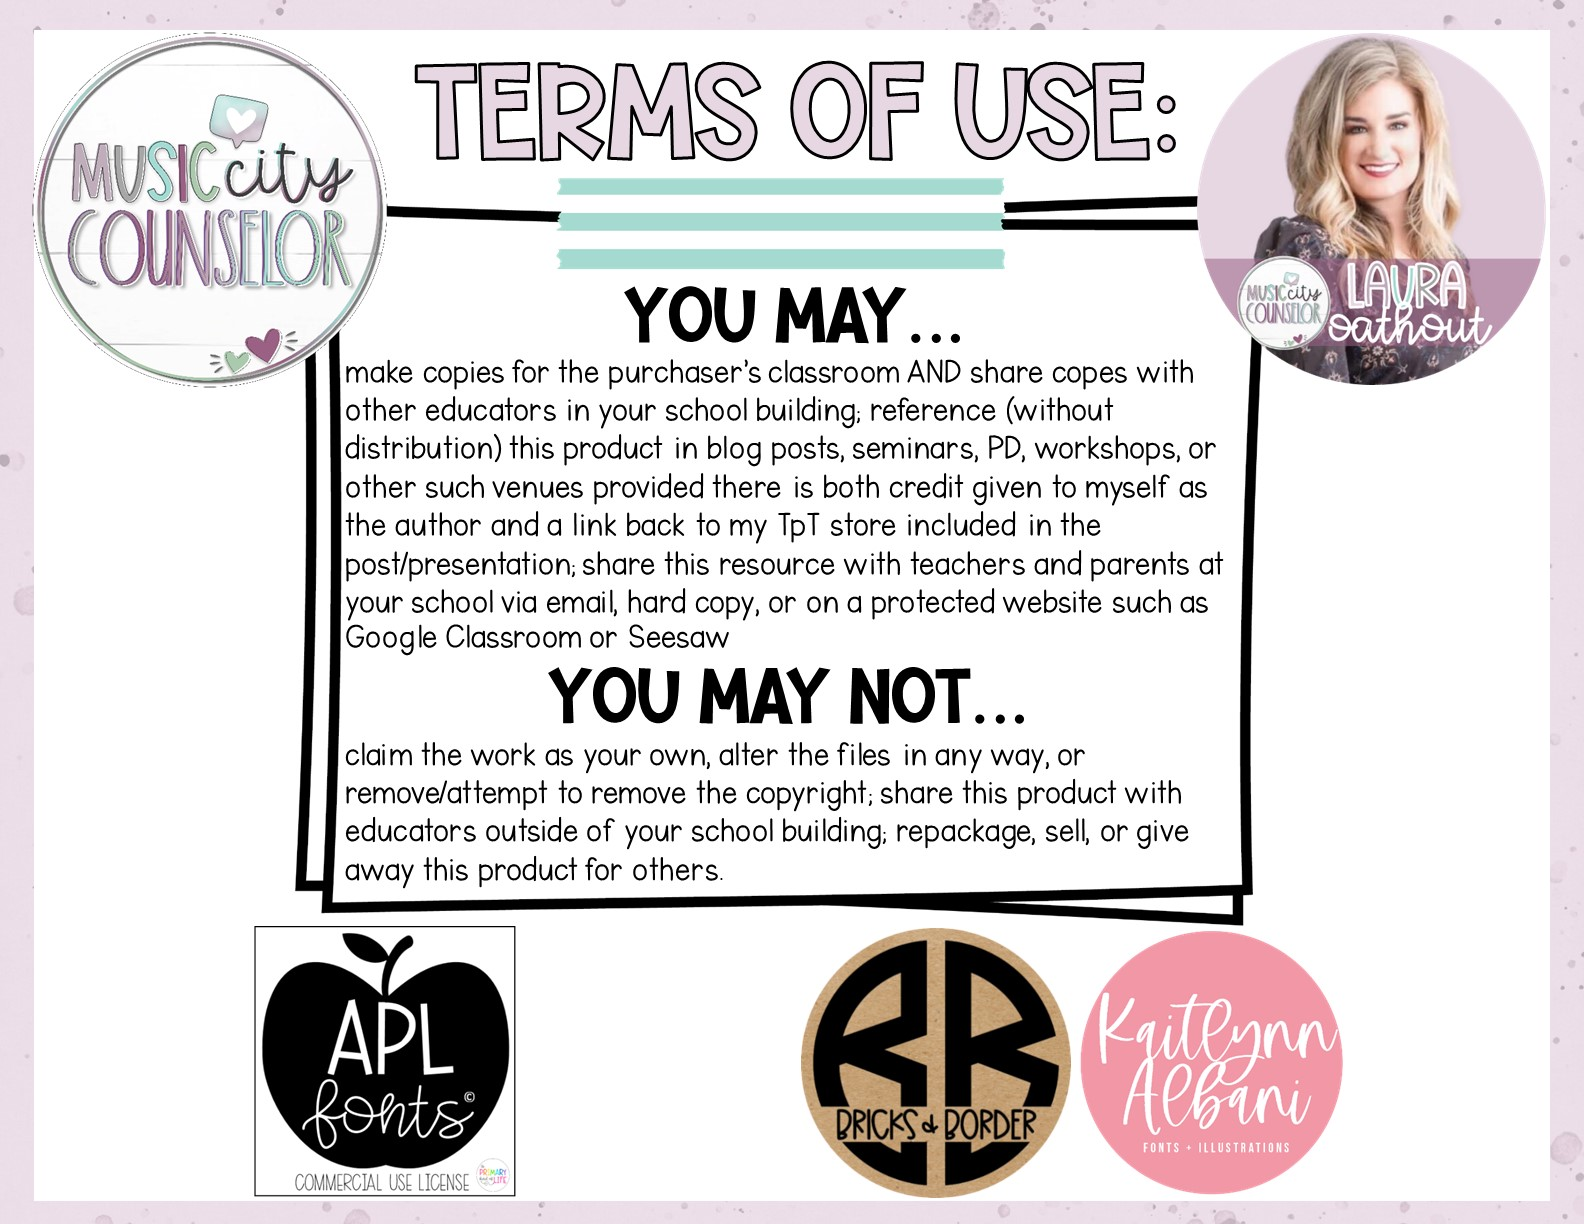 TERMS OF USE:
MUSIC city
COUNSELOR
MUSIC city
COUNSELOR
LAURA
oathout
YOU MAY...
make copies for the purchaser's classroom AND share copes with
other educators in your school building; reference (without
distribution) this product in blog posts, seminars, PD, workshops, or
other such venues provided there is both credit given to myself as
the author and a link back to my TpT store included in the
post/presentation; share this resource with teachers and parents at
your school via email, hard copy, or on a protected website such as
Google Classroom or Seesaw
YOU MAY NOT...
claim the work as your own, alter the files in any way, or
remove/attempt to remove the copyright; share this product with
educators outside of your school building; repackage, sell, or give
away this product for others.
APL
fonts©
COMMERCIAL USE LICENSE
PRIMARY
LIFE
BRICKS & BORDER
Kaitlynn
Albani
FONTS + ILLUSTRATIONS